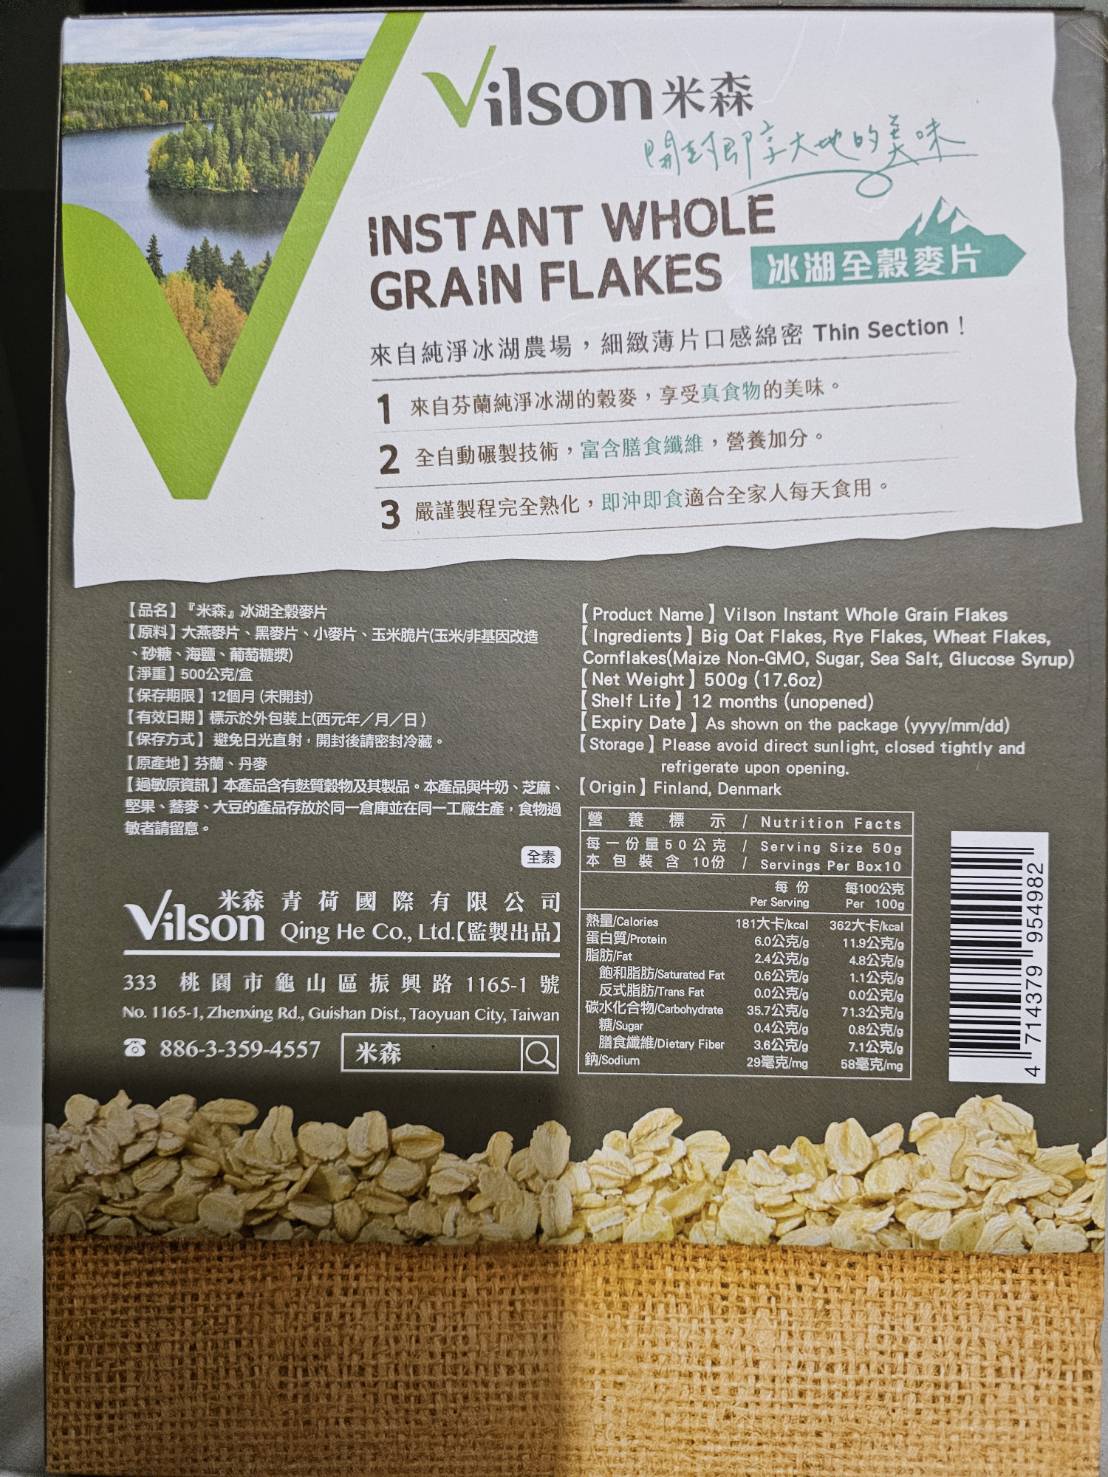 Vilson米森
開封即享大地的美味
INSTANT WHOLE
GRAIN FLAKES
冰湖全穀麥片
來自純淨冰湖農場，細緻薄片口感綿密 Thin Section！
1 來自芬蘭純淨冰湖的穀麥，享受真食物的美味。
2 全自動碾製技術，富含膳食纖維，營養加分。
3 嚴謹製程完全熟化，即沖即食適合全家人每天食用。
【品名】『米森』冰湖全穀麥片
【原料】大燕麥片、黑麥片、小麥片、玉米脆片(玉米/非基因改造
、砂糖、海鹽、葡萄糖漿)
【淨重】500公克/盒
【保存期限】12個月 (未開封)
【有效日期】標示於外包裝上(西元年／月／日)
【保存方式】 避免日光直射，開封後請密封冷藏。
【原產地】芬蘭、丹麥
【過敏原資訊】本產品含有麩質穀物及其製品。本產品與牛奶、芝麻、
堅果、蕎麥、大豆的產品存放於同一倉庫並在同一工廠生產，食物過
敏者請留意。
全素
Vilson 米森 青荷國際有限公司
Qing He Co., Ltd.【監製出品】
333 桃園市龜山區振興路 1165-1 號
No. 1165-1, Zhenxing Rd., Guishan Dist., Taoyuan City, Taiwan
886-3-359-4557
米森
【Product Name】Vilson Instant Whole Grain Flakes
【Ingredients】Big Oat Flakes, Rye Flakes, Wheat Flakes,
Cornflakes(Maize Non-GMO, Sugar, Sea Salt, Glucose Syrup)
【Net Weight】500g (17.6oz)
【Shelf Life】12 months (unopened)
【Expiry Date】As shown on the package (yyyy/mm/dd)
【Storage】Please avoid direct sunlight, closed tightly and
refrigerate upon opening.
【Origin】Finland, Denmark
營養標示 / Nutrition Facts
每一份量50公克 / Serving Size 50g
本包裝含 10份 / Servings Per Box10
每份 每100公克
Per Serving Per 100g
熱量/Calories 181大卡/kcal 362大卡/kcal
蛋白質/Protein 6.0公克/g 11.9公克/g
脂肪/Fat 2.4公克/g 4.8公克/g
飽和脂肪/Saturated Fat 0.6公克/g 1.1公克/g
反式脂肪/Trans Fat 0.0公克/g 0.0公克/g
碳水化合物/Carbohydrate 35.7公克/g 71.3公克/g
糖/Sugar 0.4公克/g 0.8公克/g
膳食纖維/Dietary Fiber 3.6公克/g 7.1公克/g
鈉/Sodium 29毫克/mg 58毫克/mg
4 714379 954982